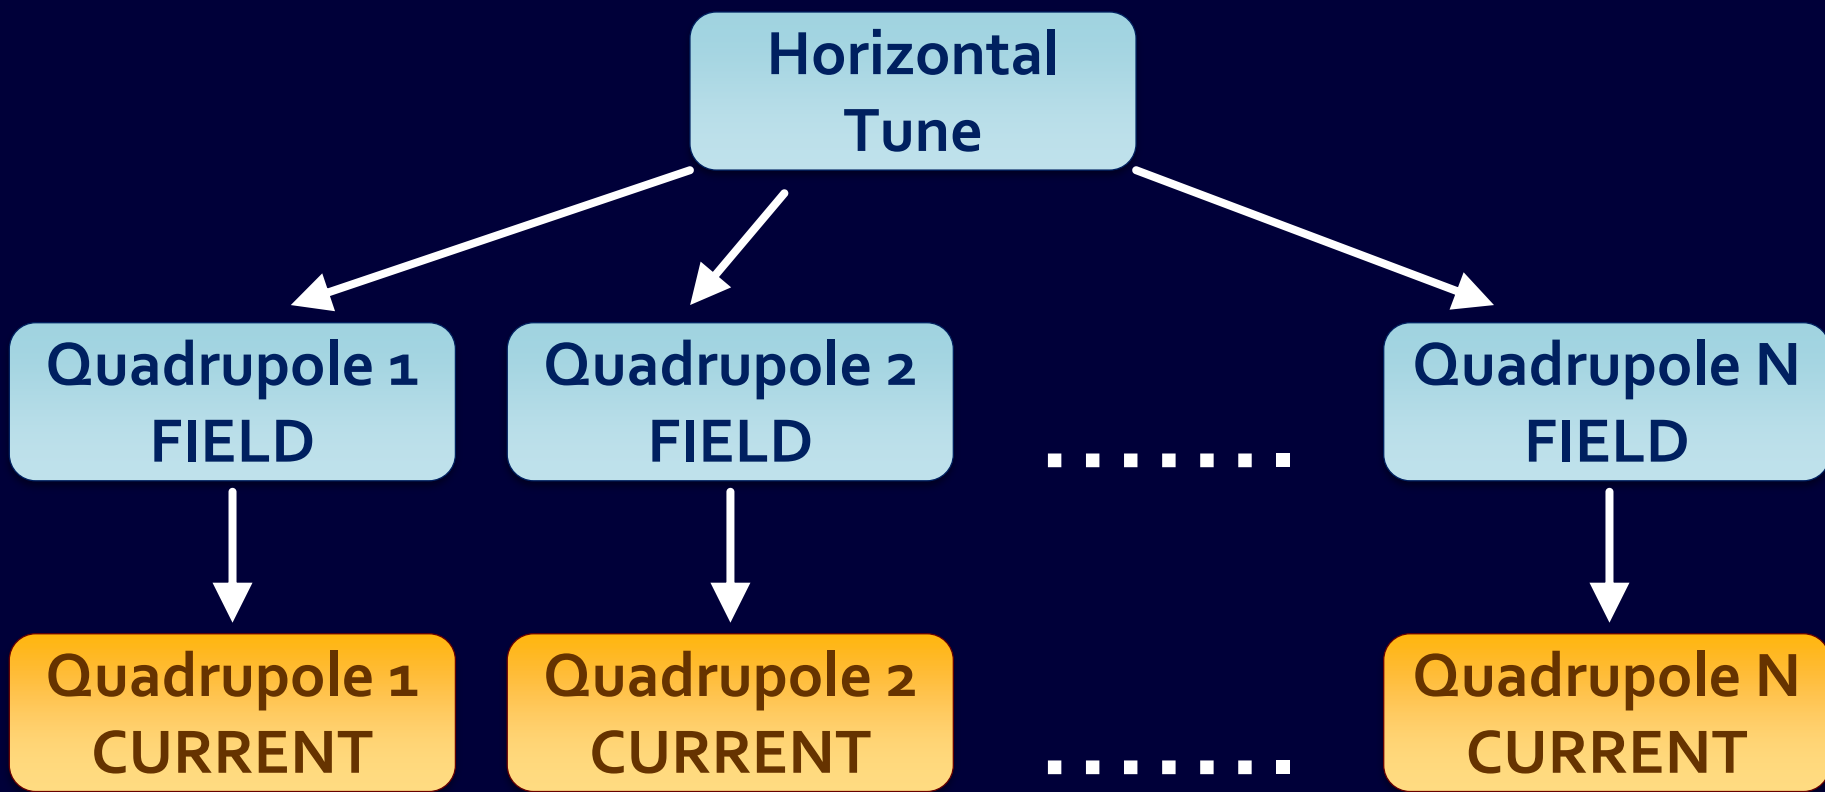 Horizontal
Tune
Quadrupole 1
FIELD
Quadrupole 2
FIELD
.......
Quadrupole N
FIELD
Quadrupole 1
CURRENT
Quadrupole 2
CURRENT
.......
Quadrupole N
CURRENT